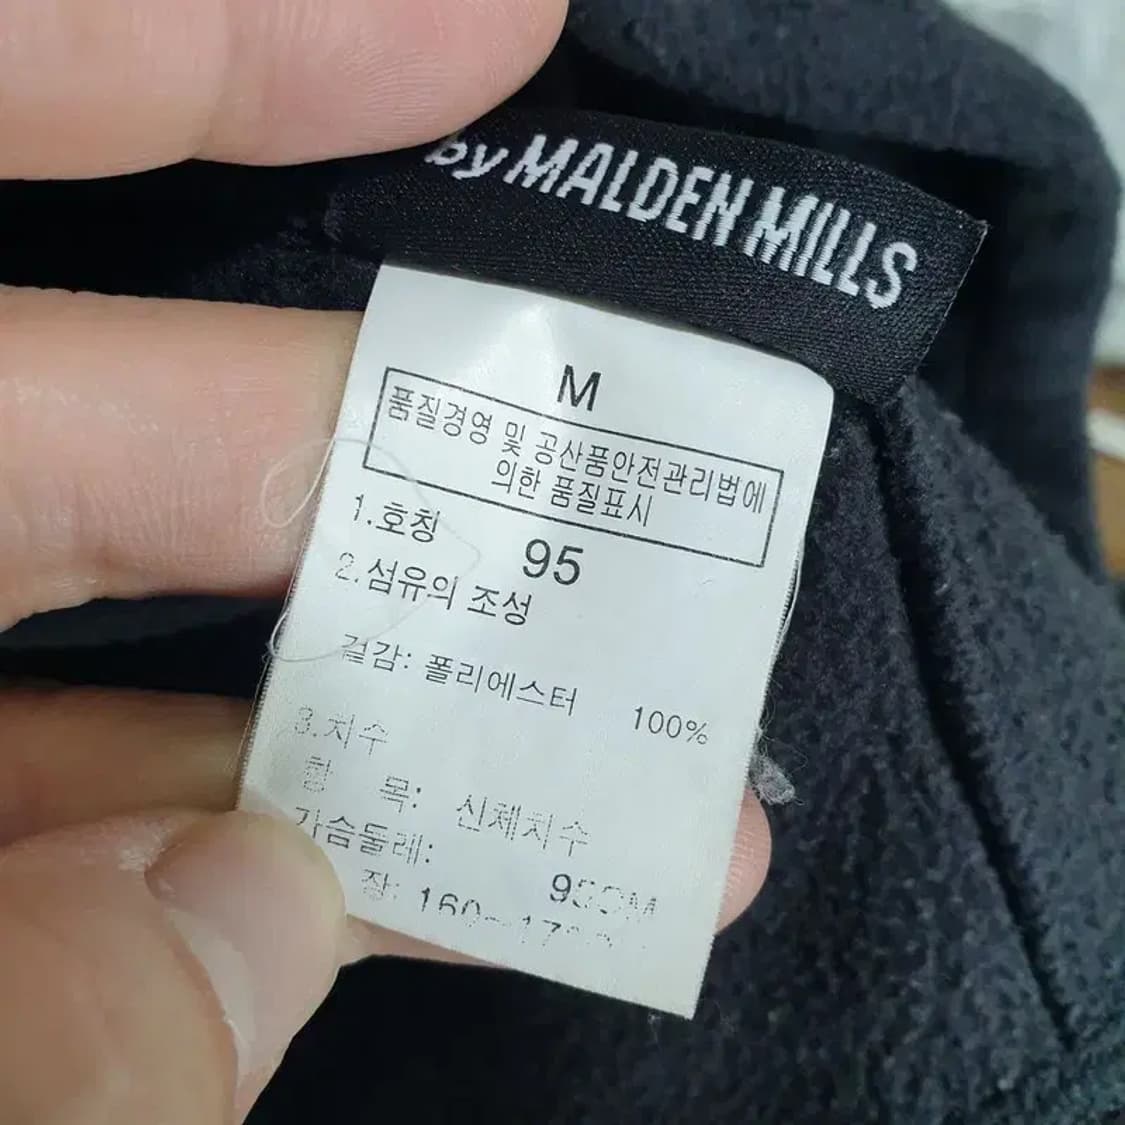 by MALDEN MILLS
M
품질경영 및 공산품안전관리법에
의한 품질표시
1.호칭 95
2.섬유의 조성
겉감: 폴리에스터 100%
3.치수
항 목: 신체치수
가슴둘레:
장: 160~